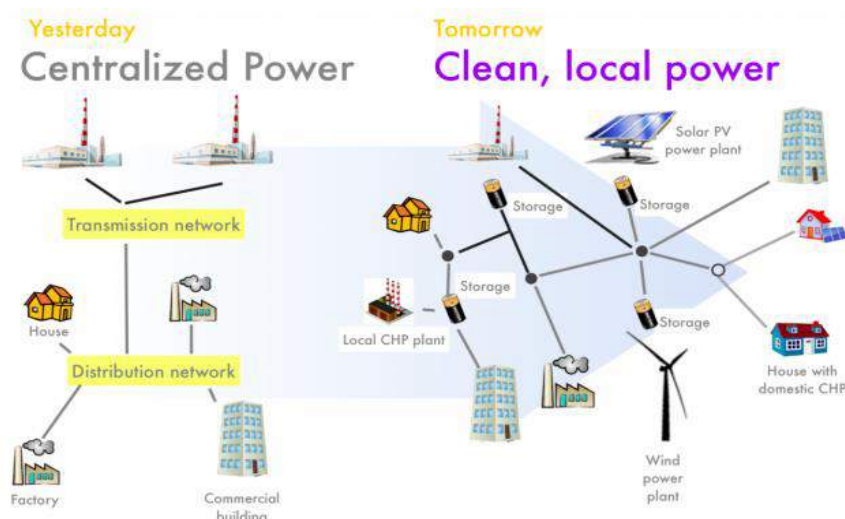 Yesterday
Centralized Power
Transmission network
House
Distribution network
Factory
Commercial
building
Tomorrow
Clean, local power
Solar PV
power plant
Storage
Storage
Storage
Local CHP plant
Storage
House with
domestic CHP
Wind
power
plant